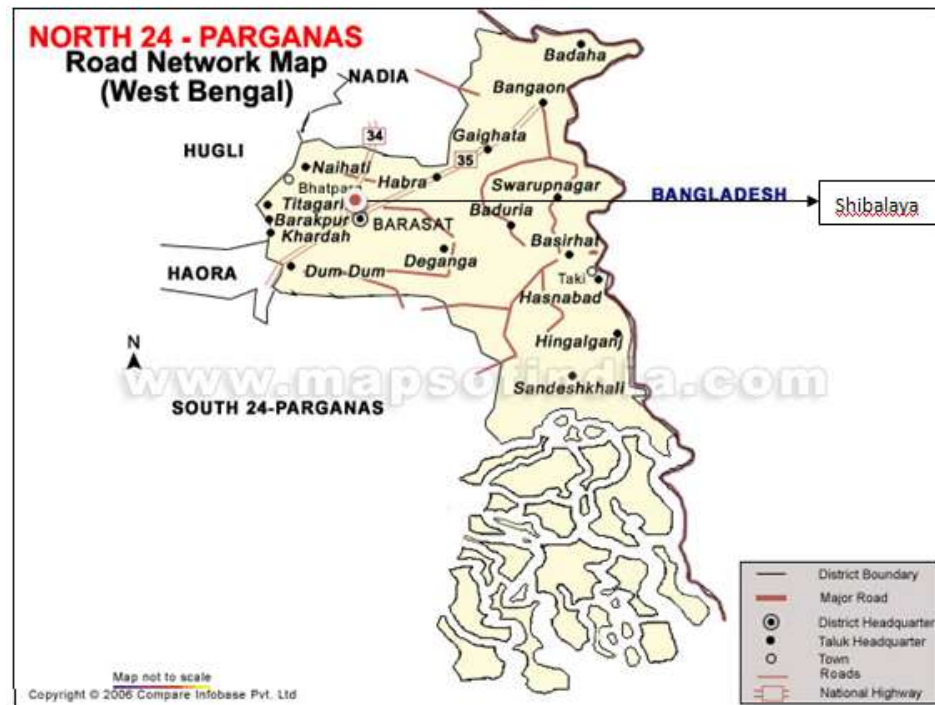 NORTH 24 - PARGANAS
Road Network Map
(West Bengal)
NADIA
HUGLI
HAORA
SOUTH 24-PARGANAS
BANGLADESH
Shibalaya
Badaha
Bangaon
34
Gaighata
35
Naihati
Habra
Bhatpara
Swarupnagar
Titagarh
Baduria
Barakpur
BARASAT
Khardah
Basirhat
Deganga
Dum-Dum
Taki
Hasnabad
Hingalganj
Sandeshkhali
N
www.mapsofindia.com
District Boundary
Major Road
District Headquarter
Taluk Headquarter
Town
Roads
National Highway
Map not to scale
Copyright © 2006 Compare Infobase Pvt. Ltd